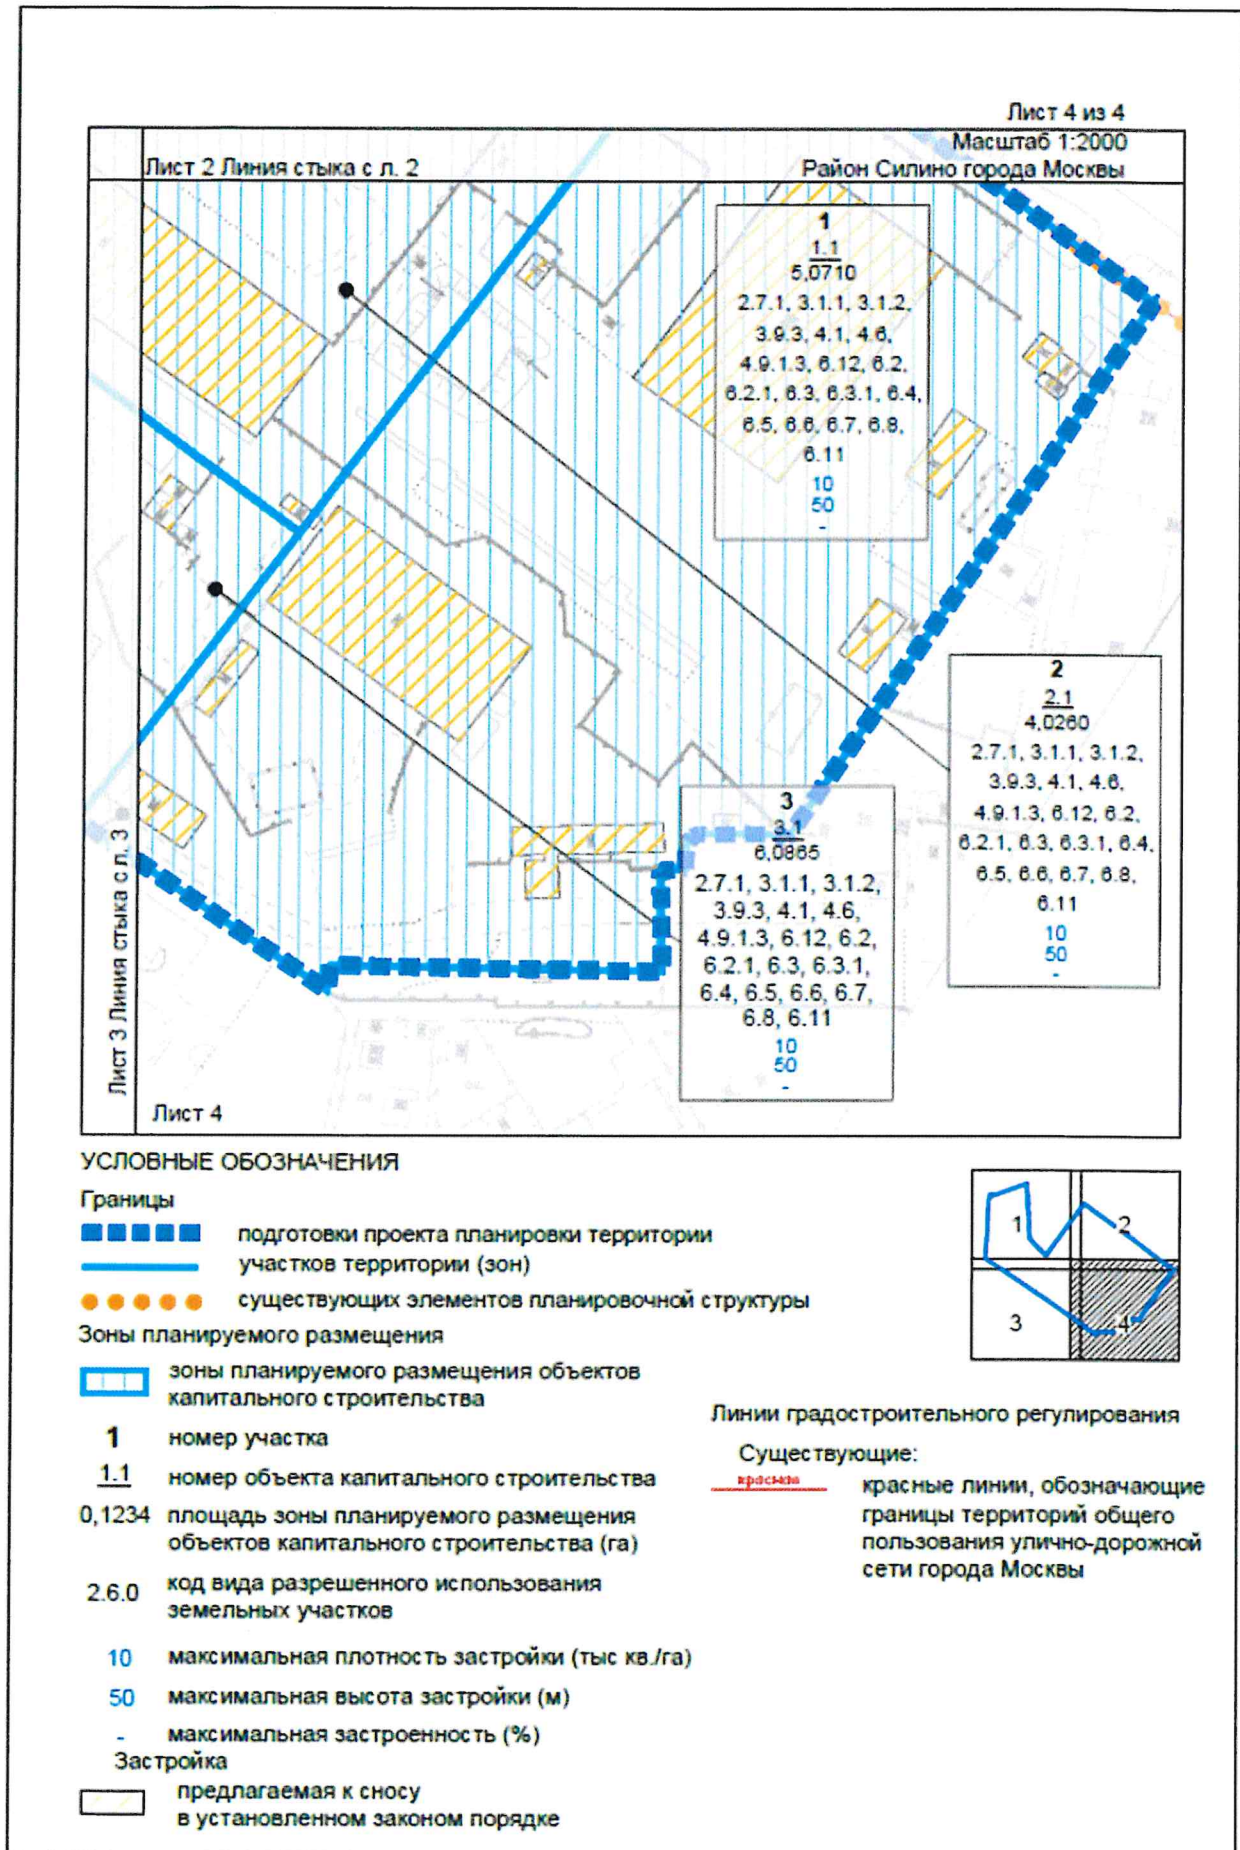 Лист 4 из 4
Масштаб 1:2000
Лист 2 Линия стыка с л. 2
Район Силино города Москвы
1
1.1
5,0710
2.7.1, 3.1.1, 3.1.2,
3.9.3, 4.1, 4.6,
4.9.1.3, 6.12, 6.2,
6.2.1, 6.3, 6.3.1, 6.4,
6.5, 6.6, 6.7, 6.8,
6.11
10
50
-
2
2.1
4,0260
2.7.1, 3.1.1, 3.1.2,
3.9.3, 4.1, 4.6,
4.9.1.3, 6.12, 6.2,
6.2.1, 6.3, 6.3.1, 6.4,
6.5, 6.6, 6.7, 6.8,
6.11
10
50
-
3
3.1
6,0865
2.7.1, 3.1.1, 3.1.2,
3.9.3, 4.1, 4.6,
4.9.1.3, 6.12, 6.2,
6.2.1, 6.3, 6.3.1,
6.4, 6.5, 6.6, 6.7,
6.8, 6.11
10
50
-
Лист 3 Линия стыка с л. 3
Лист 4
УСЛОВНЫЕ ОБОЗНАЧЕНИЯ
Границы
подготовки проекта планировки территории
участков территории (зон)
существующих элементов планировочной структуры
1
2
3
4
Зоны планируемого размещения
зоны планируемого размещения объектов
капитального строительства
1 номер участка
1.1 номер объекта капитального строительства
0,1234 площадь зоны планируемого размещения
объектов капитального строительства (га)
2.6.0 код вида разрешенного использования
земельных участков
10 максимальная плотность застройки (тыс кв./га)
50 максимальная высота застройки (м)
- максимальная застроенность (%)
Застройка
предлагаемая к сносу
в установленном законом порядке
Линии градостроительного регулирования
Существующие:
красные линии, обозначающие
границы территорий общего
пользования улично-дорожной
сети города Москвы